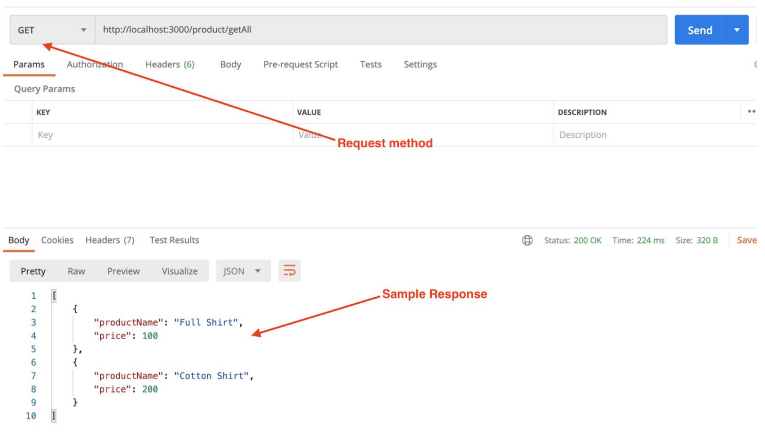 GET http://localhost:3000/product/getAll Send
Params Authorization Headers (6) Body Pre-request Script Tests Settings
Query Params
KEY VALUE DESCRIPTION
Key Value Description
Request method
Body Cookies Headers (7) Test Results Status: 200 OK Time: 224 ms Size: 320 B Save
Pretty Raw Preview Visualize JSON
Sample Response
1 [
2 {
3 "productName": "Full Shirt",
4 "price": 100
5 },
6 {
7 "productName": "Cotton Shirt",
8 "price": 200
9 }
10 ]